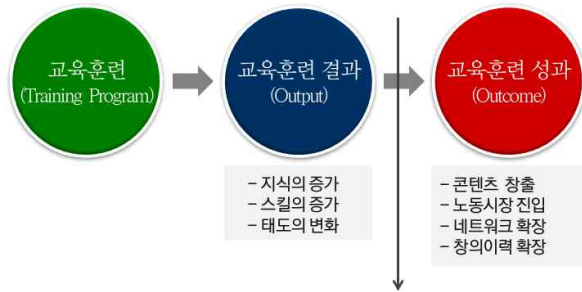 교육훈련
(Training Program)
교육훈련 결과
(Output)
교육훈련 성과
(Outcome)
- 지식의 증가
- 스킬의 증가
- 태도의 변화
- 콘텐츠 창출
- 노동시장 진입
- 네트워크 확장
- 창의이력 확장